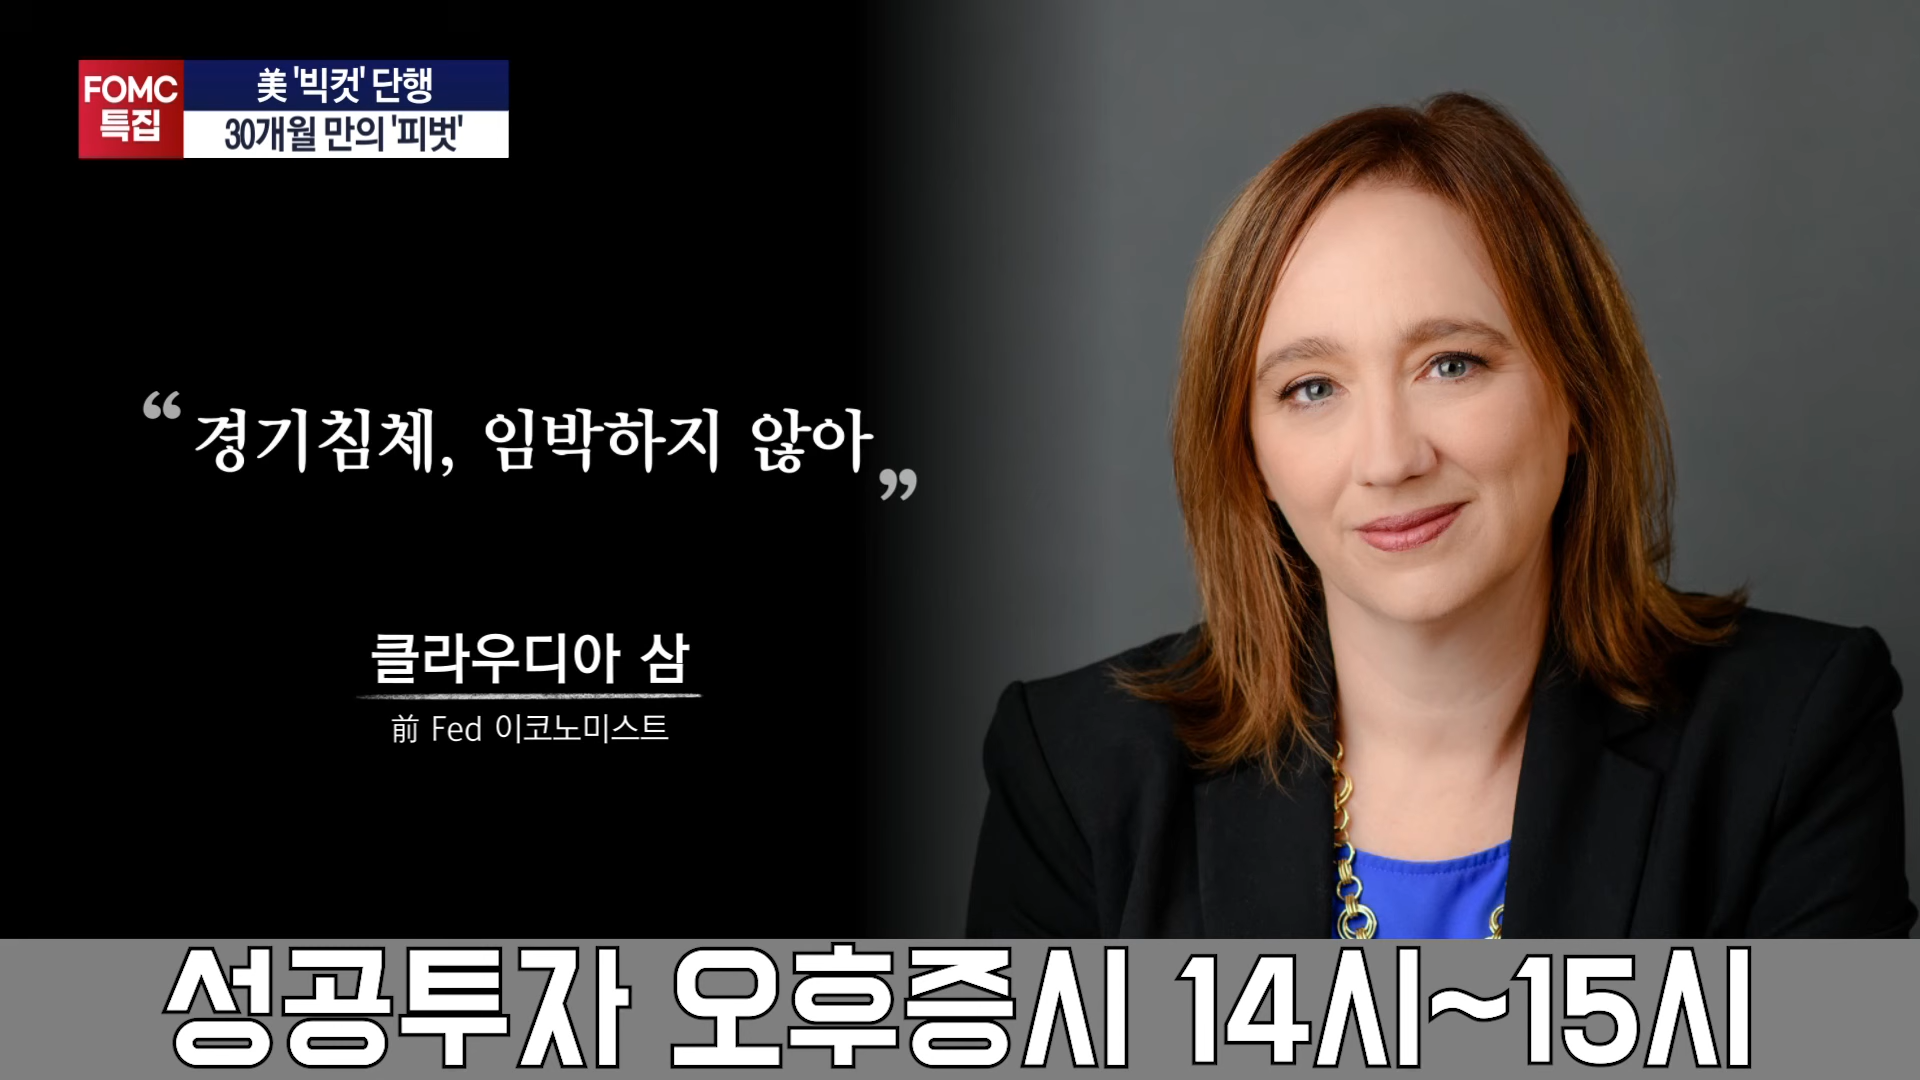 FOMC
특집
美 '빅컷' 단행
30개월 만의 '피벗'
“ 경기침체, 임박하지 않아 ”
클라우디아 삼
前 Fed 이코노미스트
성공투자 오후증시 14시~15시